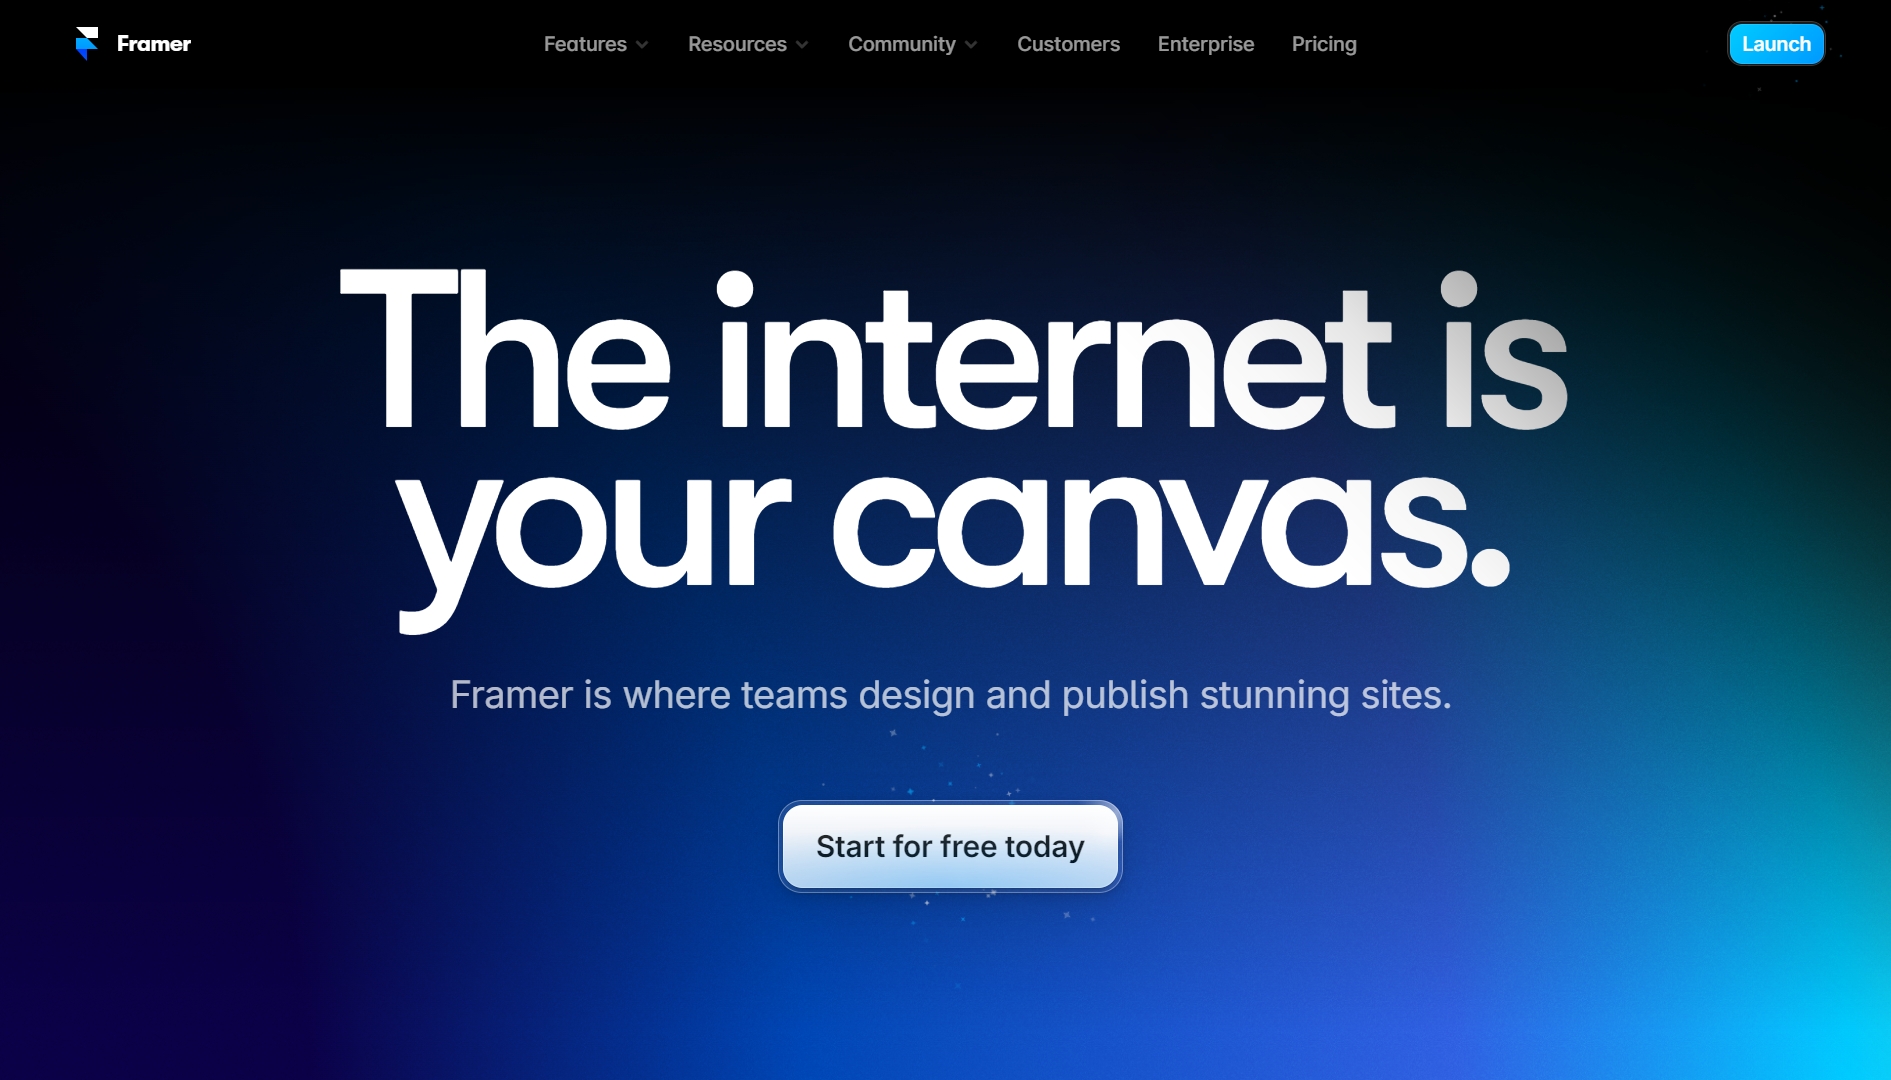 Framer
Features
Resources
Community
Customers
Enterprise
Pricing
Launch
The internet is
your canvas.
Framer is where teams design and publish stunning sites.
Start for free today